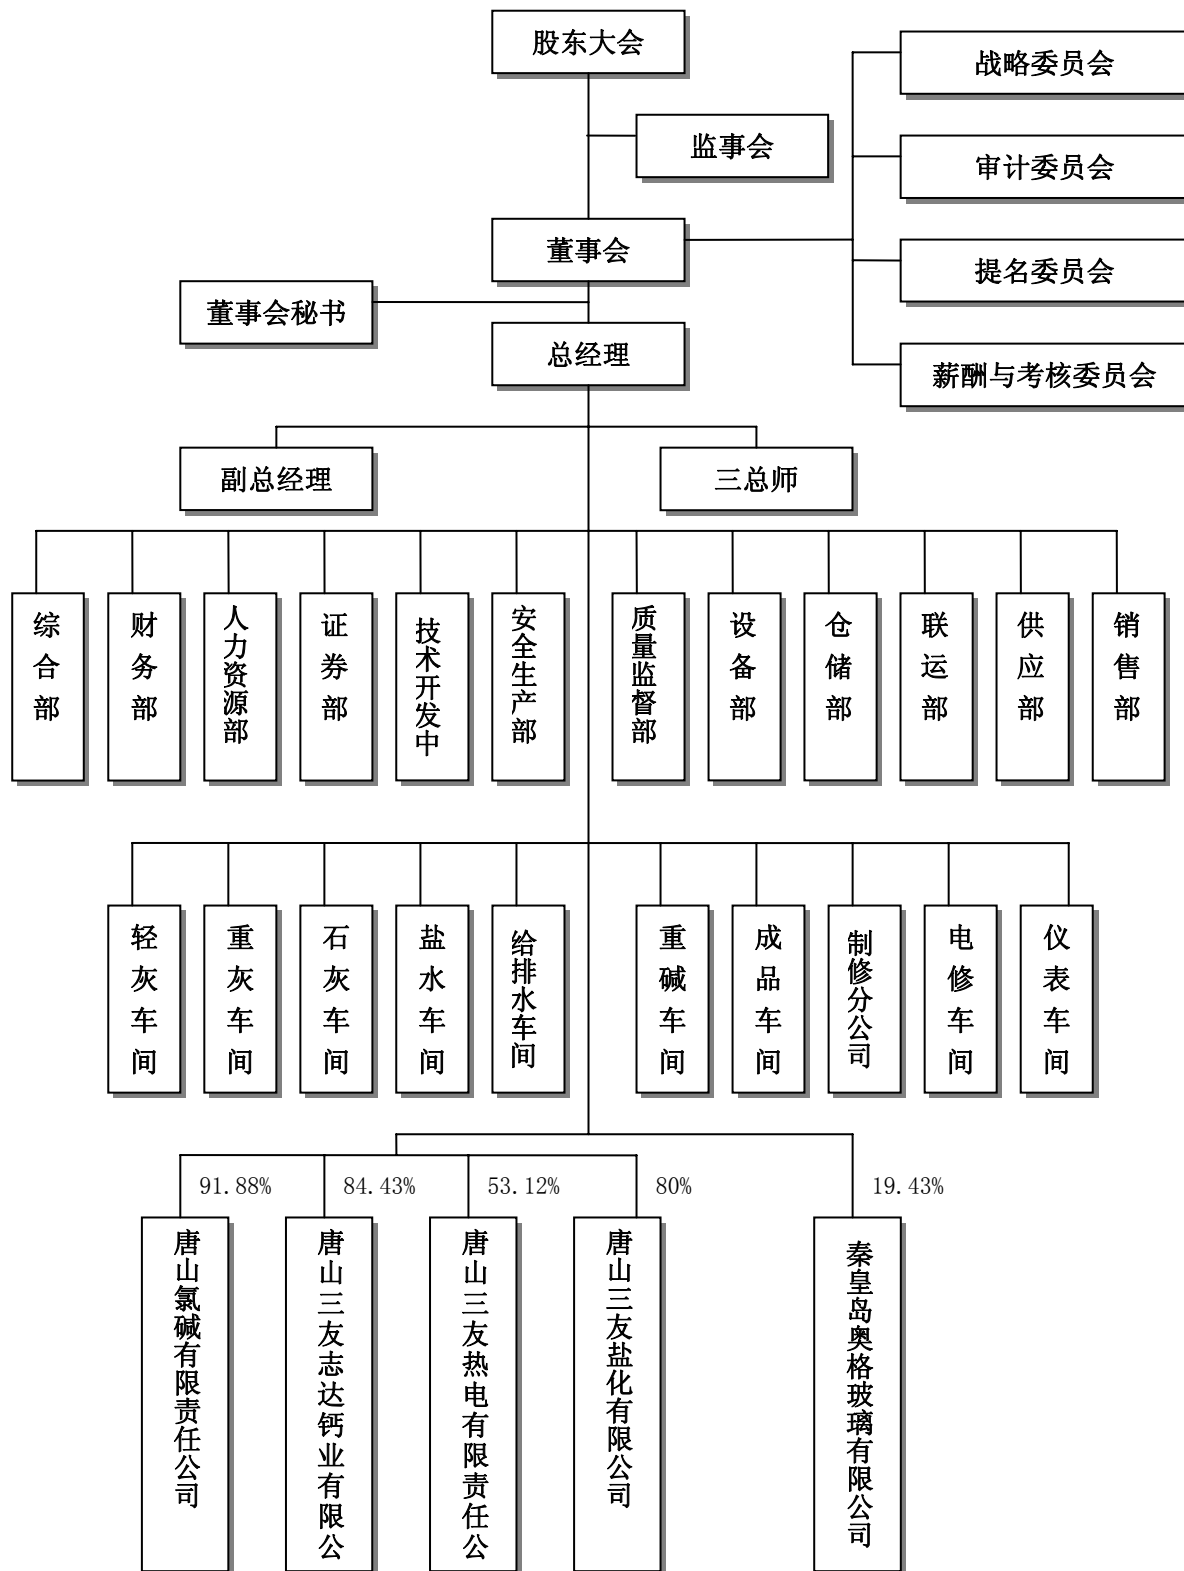 股东大会
战略委员会
监事会
审计委员会
董事会
提名委员会
董事会秘书
总经理
薪酬与考核委员会
副总经理
三总师
综合部
财务部
人力资源部
证券部
技术开发中
安全生产部
质量监督部
设备部
仓储部
联运部
供应部
销售部
轻灰车间
重灰车间
石灰车间
盐水车间
给排水车间
重碱车间
成品车间
制修分公司
电修车间
仪表车间
91.88%
84.43%
53.12%
80%
19.43%
唐山氯碱有限责任公司
唐山三友志达钙业有限公
唐山三友热电有限责任公
唐山三友盐化有限公司
秦皇岛奥格玻璃有限公司